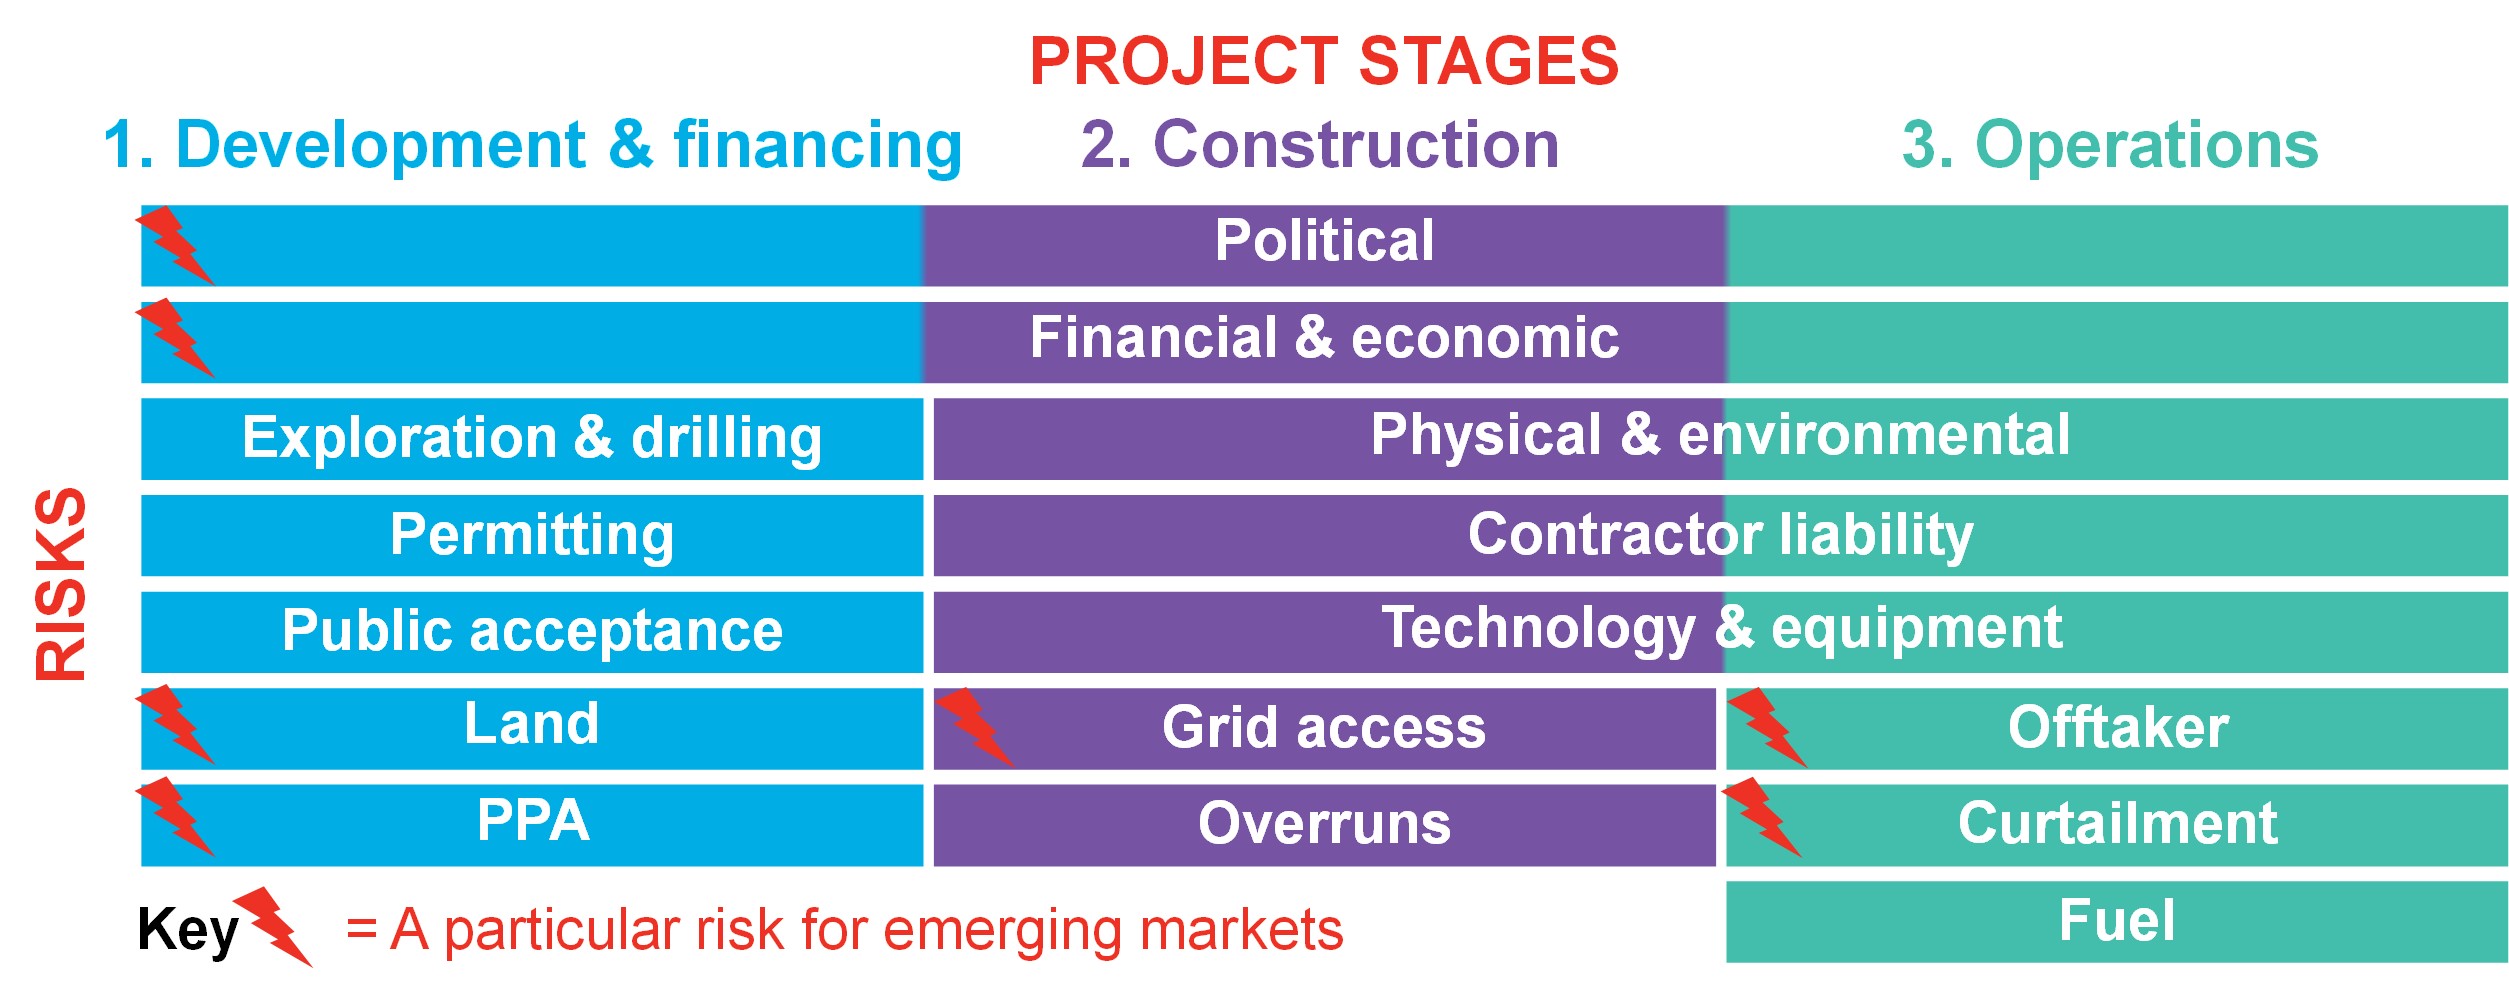 PROJECT STAGES
1. Development & financing 2. Construction 3. Operations
RISKS
Political
Financial & economic
Exploration & drilling Physical & environmental
Permitting Contractor liability
Public acceptance Technology & equipment
Land Grid access Offtaker
PPA Overruns Curtailment
Fuel
Key = A particular risk for emerging markets